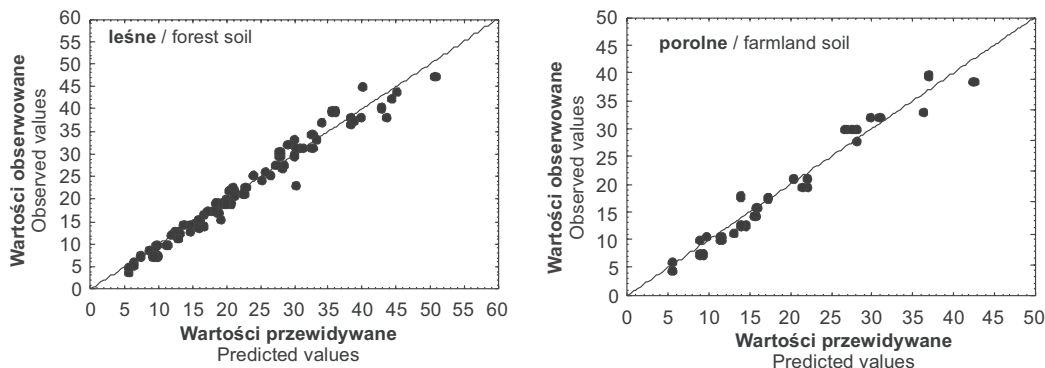 leśne / forest soil
60
55
50
45
40
35
30
25
20
15
10
5
0
0 5 10 15 20 25 30 35 40 45 50 55 60
Wartości obserwowane
Observed values
Wartości przewidywane
Predicted values
porolne / farmland soil
50
45
40
35
30
25
20
15
10
5
0
0 5 10 15 20 25 30 35 40 45 50
Wartości obserwowane
Observed values
Wartości przewidywane
Predicted values